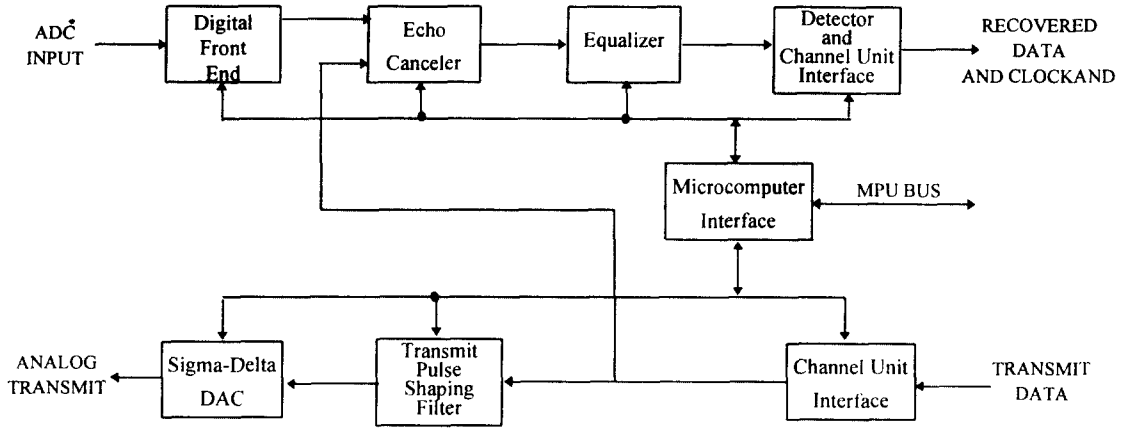 ADC
INPUT
Digital
Front
End
Echo
Canceler
Equalizer
Detector
and
Channel Unit
Interface
RECOVERED
DATA
AND CLOCKAND
Microcomputer
Interface
MPU BUS
ANALOG
TRANSMIT
Sigma-Delta
DAC
Transmit
Pulse
Shaping
Filter
Channel Unit
Interface
TRANSMIT
DATA